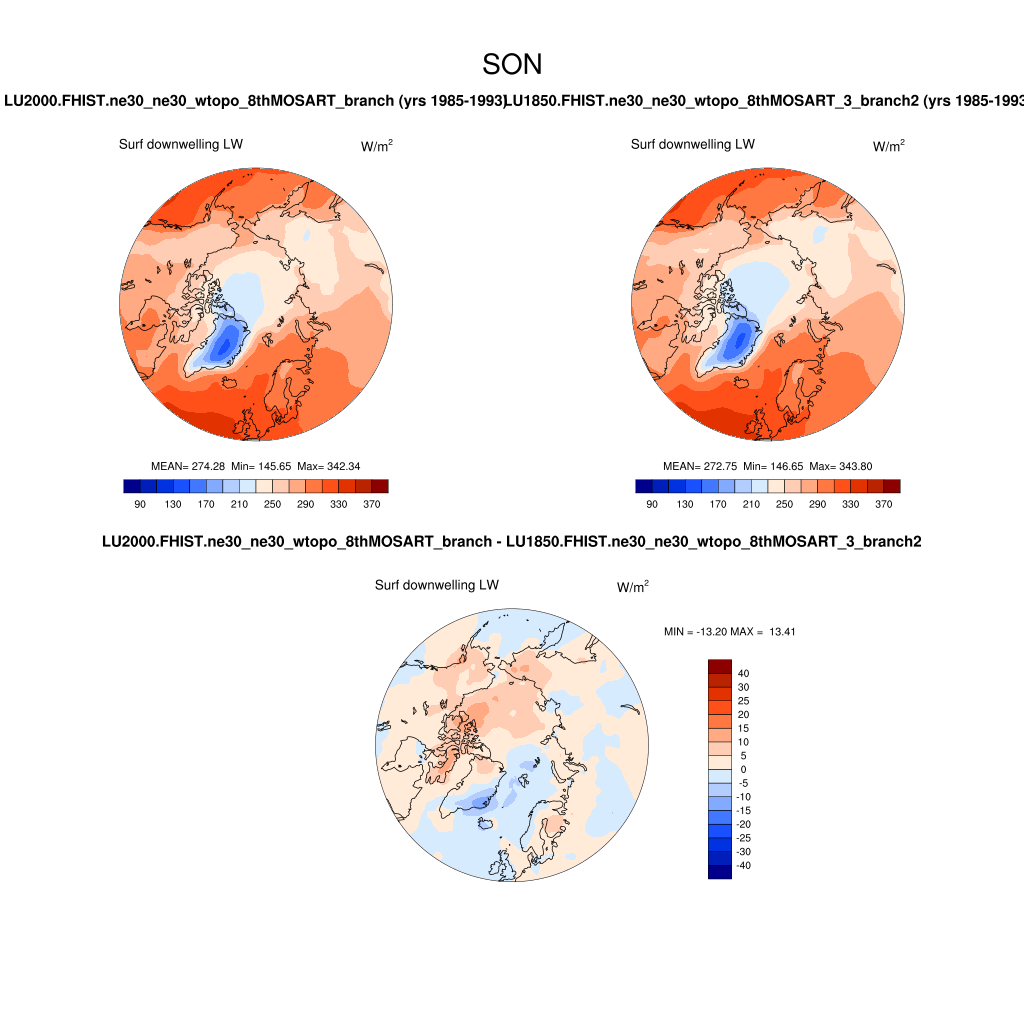 SON
LU2000.FHIST.ne30_ne30_wtopo_8thMOSART_branch (yrs 1985-1993)
LU1850.FHIST.ne30_ne30_wtopo_8thMOSART_3_branch2 (yrs 1985-1993
Surf downwelling LW W/m2
Surf downwelling LW W/m2
MEAN= 274.28 Min= 145.65 Max= 342.34
MEAN= 272.75 Min= 146.65 Max= 343.80
90 130 170 210 250 290 330 370
90 130 170 210 250 290 330 370
LU2000.FHIST.ne30_ne30_wtopo_8thMOSART_branch - LU1850.FHIST.ne30_ne30_wtopo_8thMOSART_3_branch2
Surf downwelling LW W/m2
MIN = -13.20 MAX = 13.41
40
30
25
20
15
10
5
0
-5
-10
-15
-20
-25
-30
-40